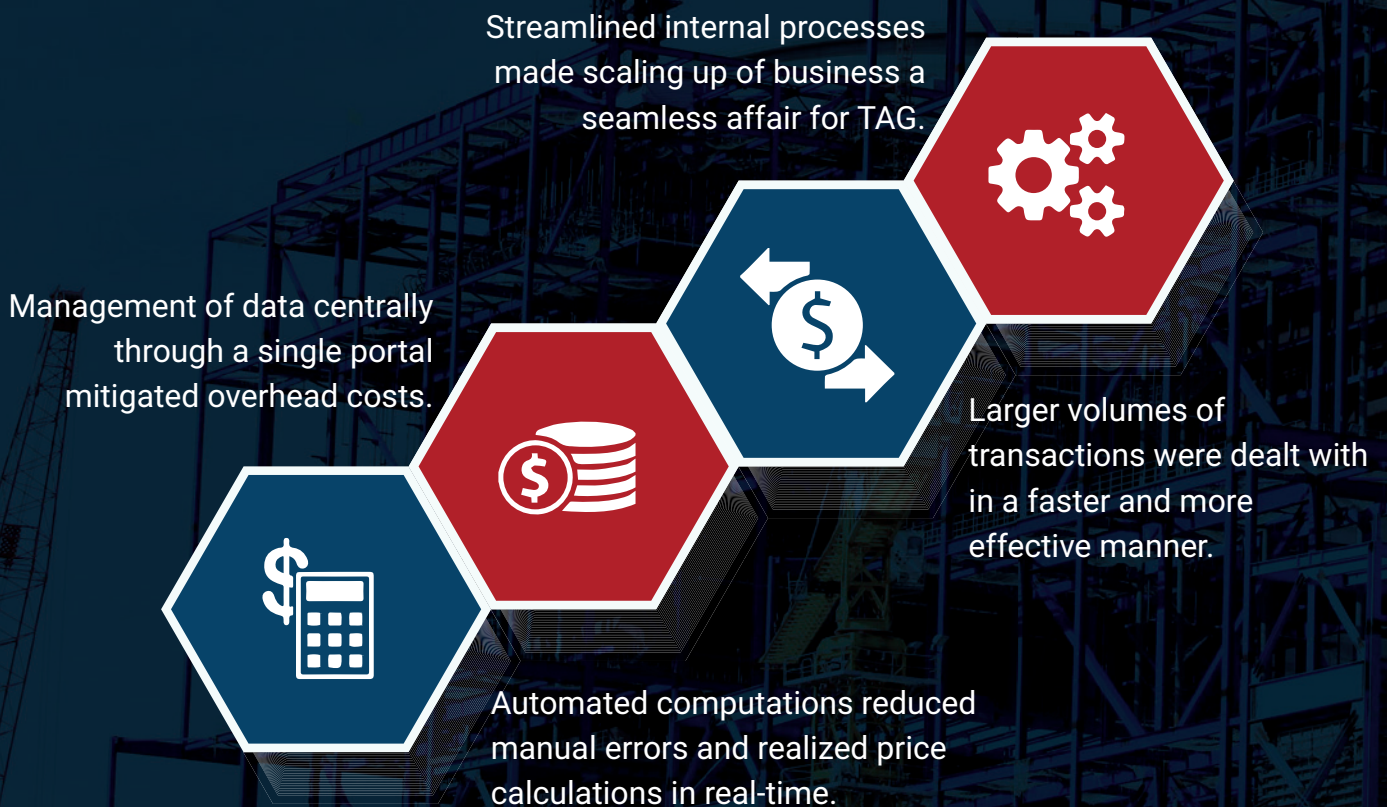 Streamlined internal processes
made scaling up of business a
seamless affair for TAG.
Management of data centrally
through a single portal
mitigated overhead costs.
Larger volumes of
transactions were dealt with
in a faster and more
effective manner.
Automated computations reduced
manual errors and realized price
calculations in real-time.
$
$
$